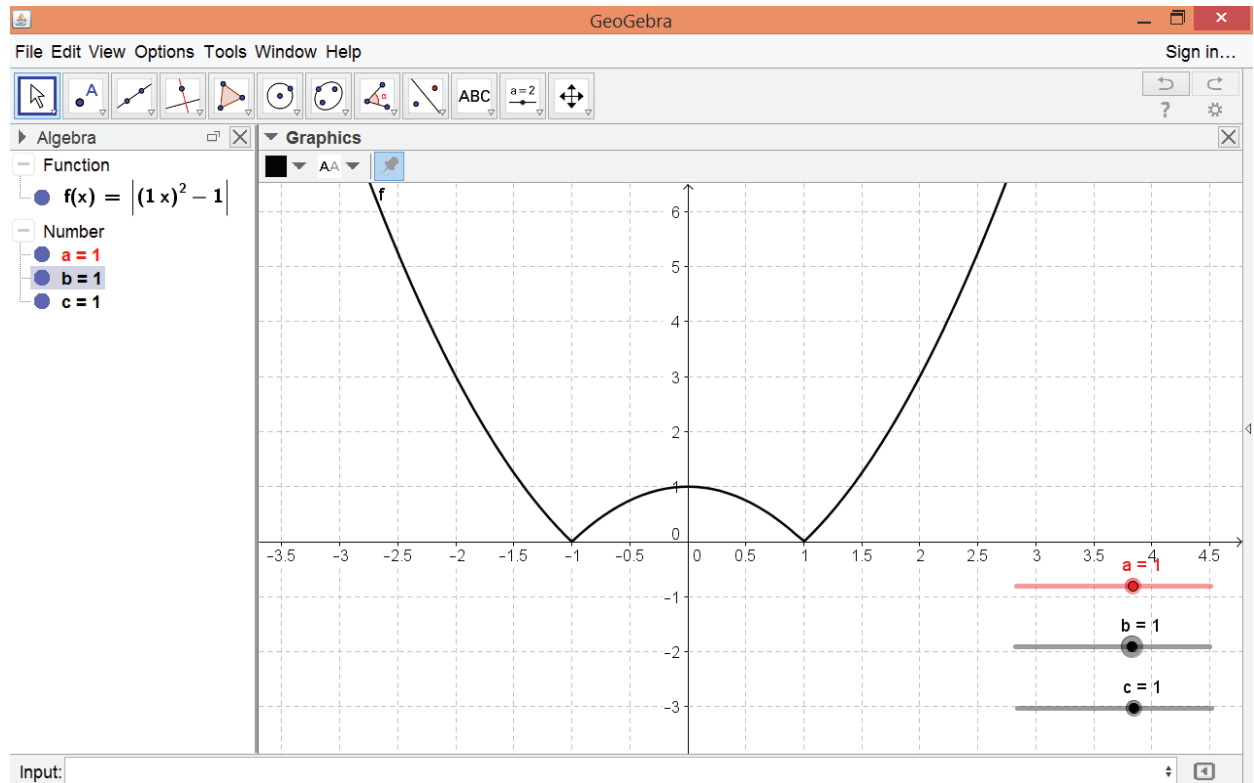 GeoGebra
File Edit View Options Tools Window Help Sign in...
A α ABC a=2 ?
Algebra
Graphics
AA
Function
f(x) = |(1 x)² − 1|
Number
a = 1
b = 1
c = 1
f
6
5
4
3
2
1
0
-3.5 -3 -2.5 -2 -1.5 -1 -0.5 0 0.5 1 1.5 2 2.5 3 3.5 4 4.5
a = 1
-1
b = 1
-2
c = 1
-3
Input: